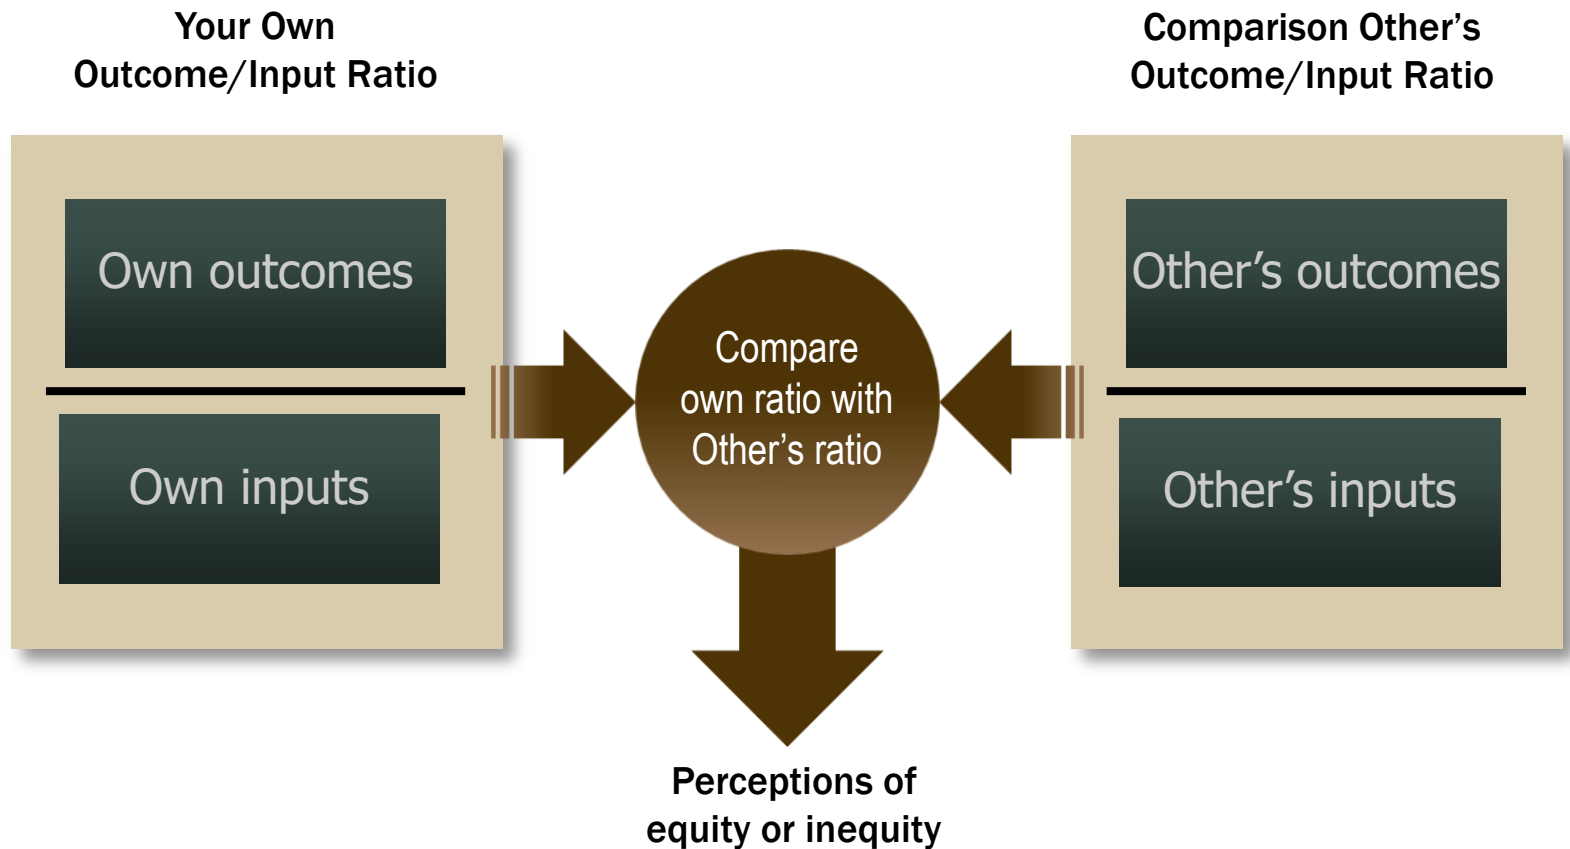 Your Own
Outcome/Input Ratio
Comparison Other’s
Outcome/Input Ratio
Own outcomes
Own inputs
Compare
own ratio with
Other’s ratio
Other’s outcomes
Other’s inputs
Perceptions of
equity or inequity